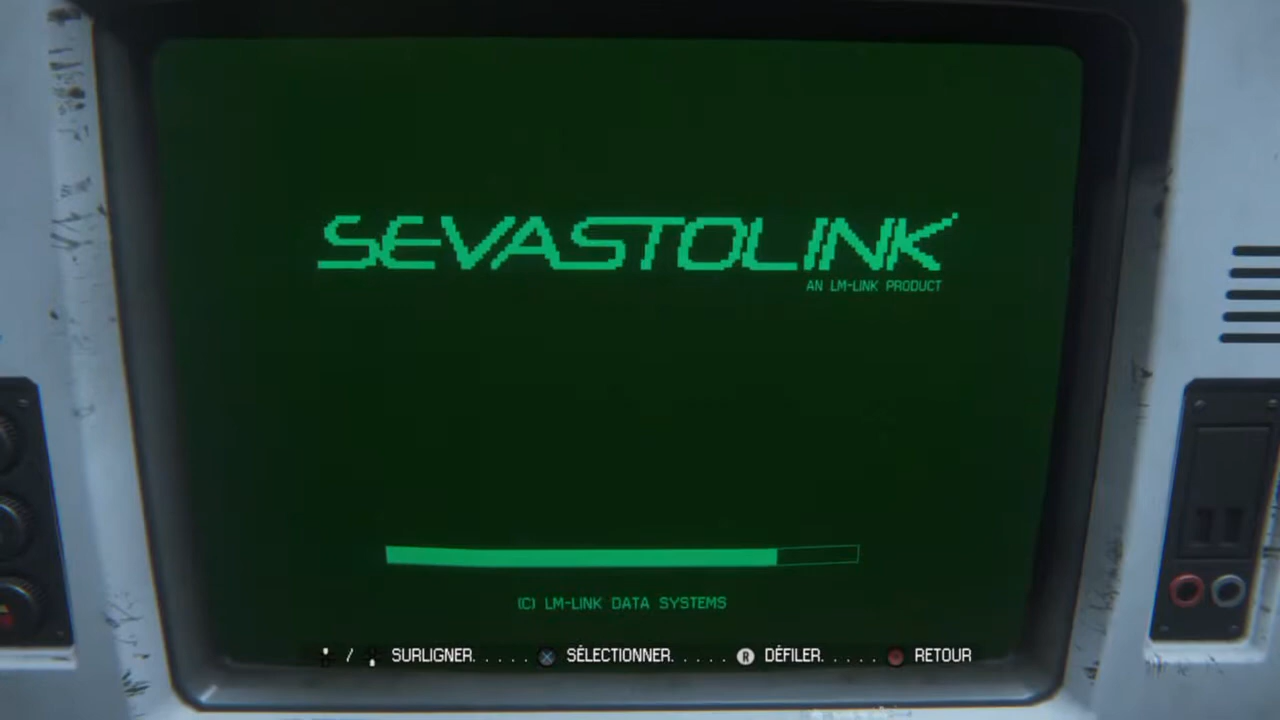 SEVASTOLINK
AN LM-LINK PRODUCT
(C) LM-LINK DATA SYSTEMS
/ SURLIGNER. . . . . SÉLECTIONNER. . . . . R DÉFILER. . . . . RETOUR